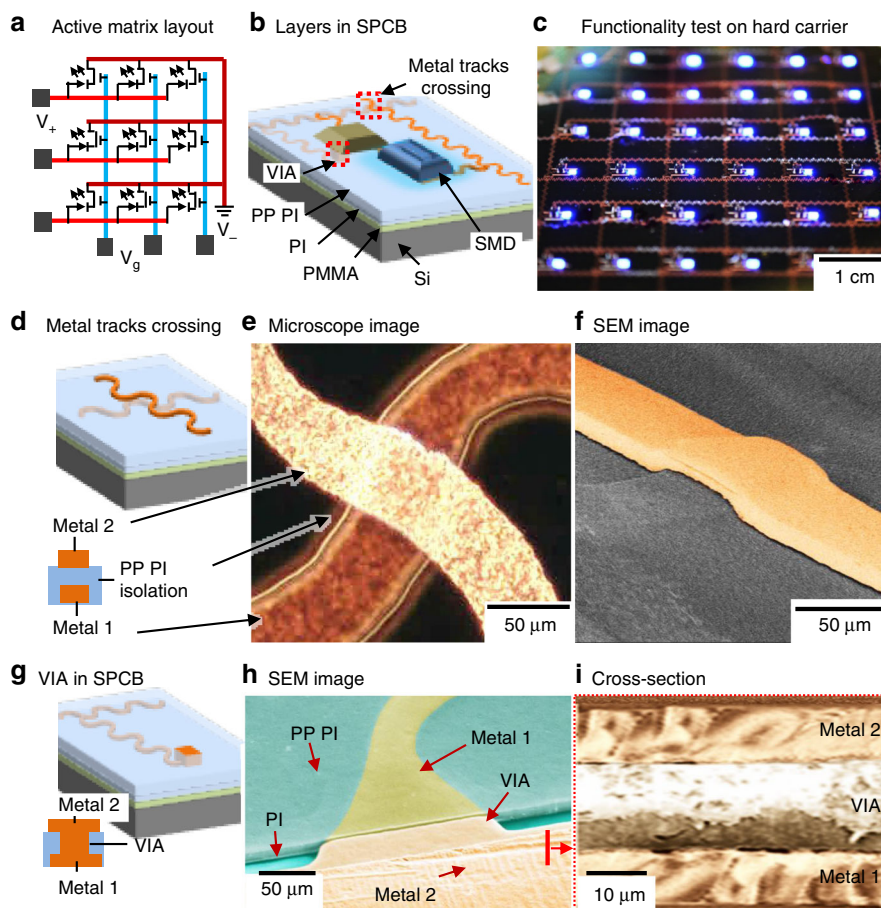 a Active matrix layout
V+
Vg
V–
b Layers in SPCB
Metal tracks
crossing
VIA
PP PI
PI
PMMA
Si
SMD
c Functionality test on hard carrier
1 cm
d Metal tracks crossing
Metal 2
PP PI
isolation
Metal 1
e Microscope image
50 μm
f SEM image
50 μm
g VIA in SPCB
Metal 2
VIA
Metal 1
h SEM image
PP PI
Metal 1
VIA
PI
50 μm
Metal 2
i Cross-section
Metal 2
VIA
Metal 1
10 μm